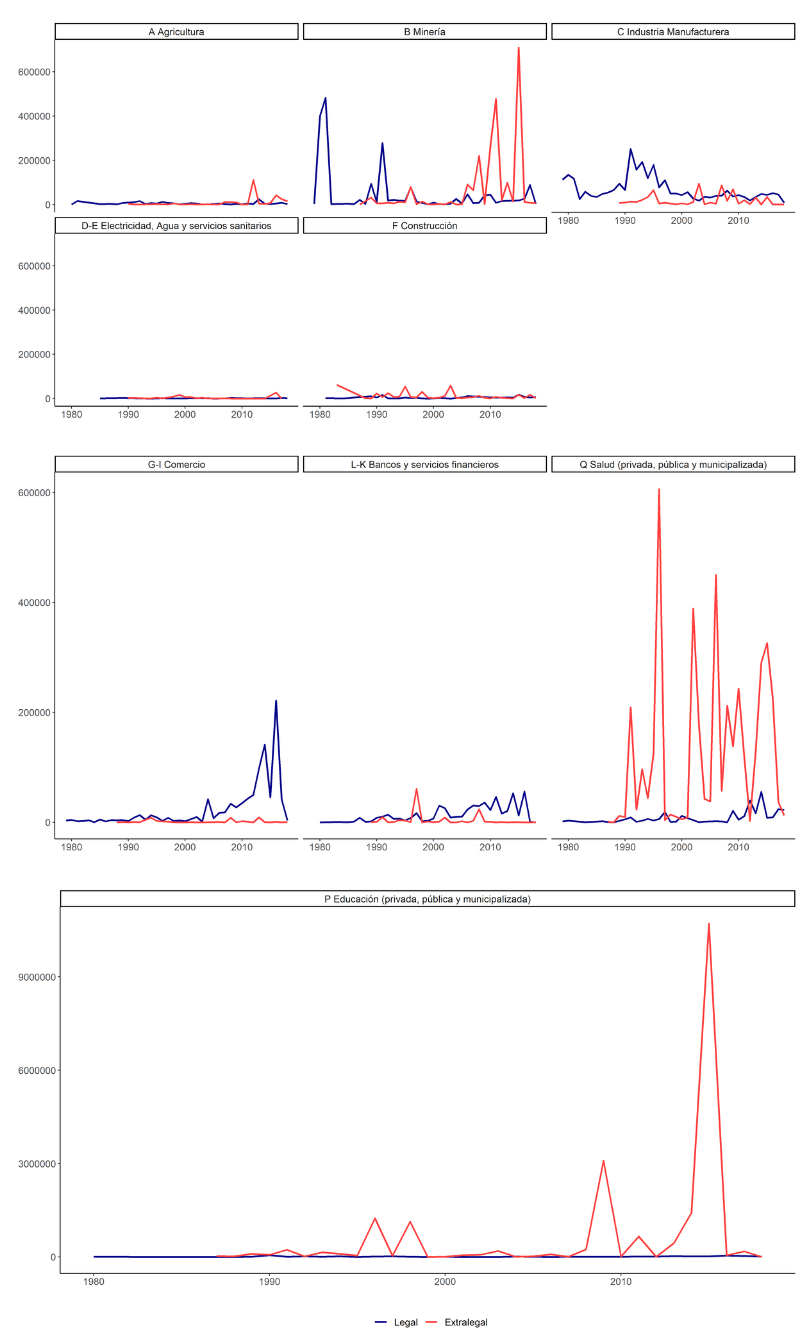 A Agricultura
B Minería
C Industria Manufacturera
600000
400000
200000
0
1980 1990 2000 2010
D-E Electricidad, Agua y servicios sanitarios
F Construcción
600000
400000
200000
0
1980 1990 2000 2010
1980 1990 2000 2010
G-I Comercio
L-K Bancos y servicios financieros
Q Salud (privada, pública y municipalizada)
600000
400000
200000
0
1980 1990 2000 2010
1980 1990 2000 2010
1980 1990 2000 2010
P Educación (privada, pública y municipalizada)
9000000
6000000
3000000
0
1980 1990 2000 2010
Legal Extralegal